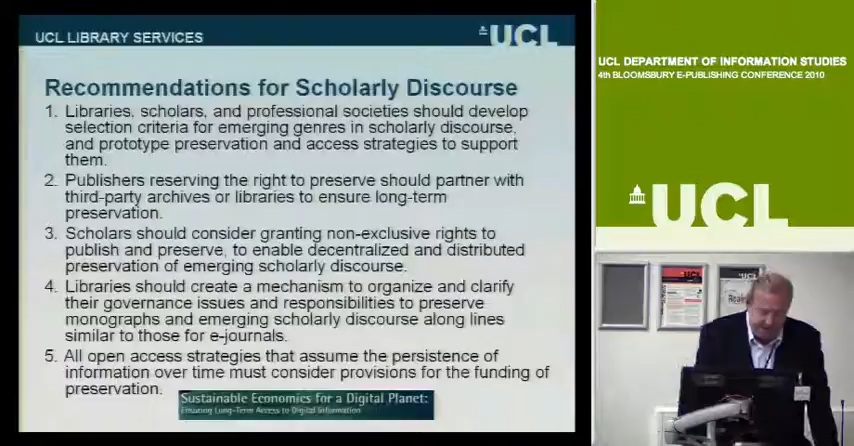 UCL LIBRARY SERVICES
UCL
Recommendations for Scholarly Discourse
1. Libraries, scholars, and professional societies should develop
selection criteria for emerging genres in scholarly discourse,
and prototype preservation and access strategies to support
them.
2. Publishers reserving the right to preserve should partner with
third-party archives or libraries to ensure long-term
preservation.
3. Scholars should consider granting non-exclusive rights to
publish and preserve, to enable decentralized and distributed
preservation of emerging scholarly discourse.
4. Libraries should create a mechanism to organize and clarify
their governance issues and responsibilities to preserve
monographs and emerging scholarly discourse along lines
similar to those for e-journals.
5. All open access strategies that assume the persistence of
information over time must consider provisions for the funding of
preservation.
Sustainable Economics for a Digital Planet:
Ensuring Long-Term Access to Digital Information
UCL DEPARTMENT OF INFORMATION STUDIES
4TH BLOOMSBURY E-PUBLISHING CONFERENCE 2010
UCL